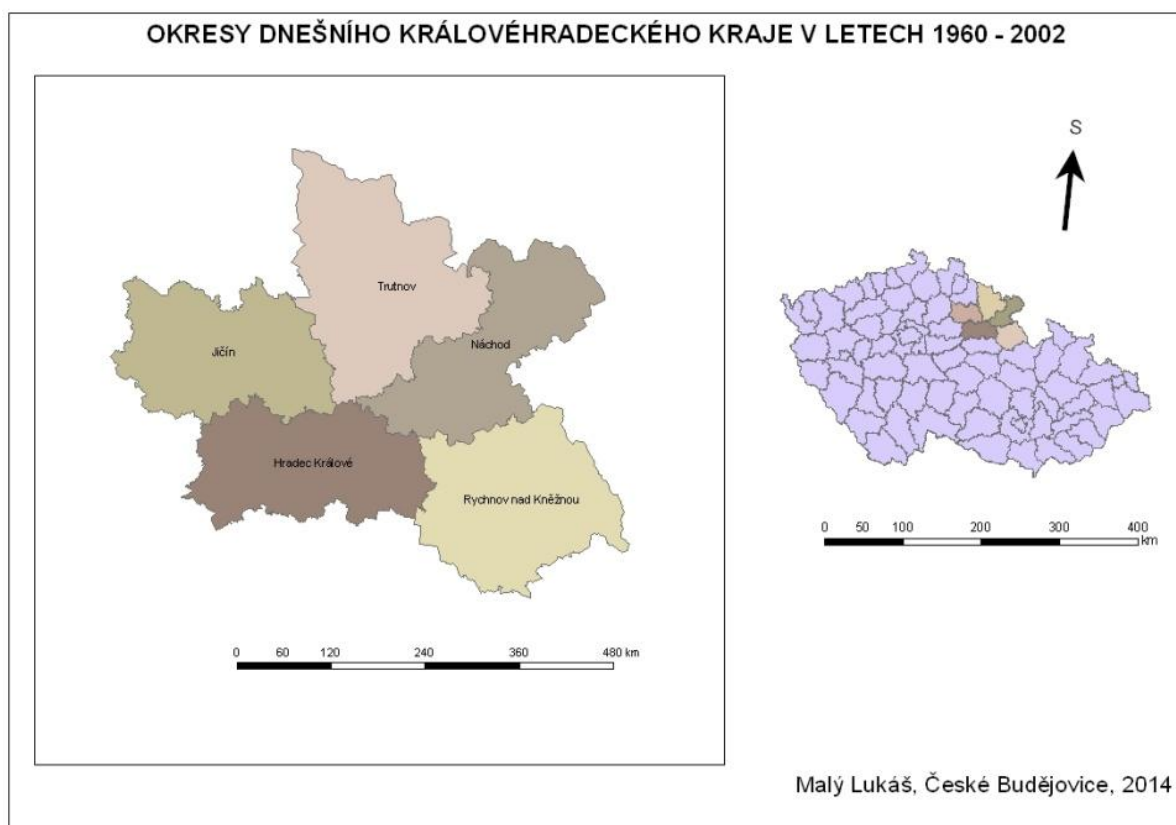 OKRESY DNEŠNÍHO KRÁLOVÉHRADECKÉHO KRAJE V LETECH 1960 - 2002
S
Trutnov
Náchod
Jičín
Hradec Králové
Rychnov nad Kněžnou
0 50 100 200 300 400
km
0 60 120 240 360 480 km
Malý Lukáš, České Budějovice, 2014